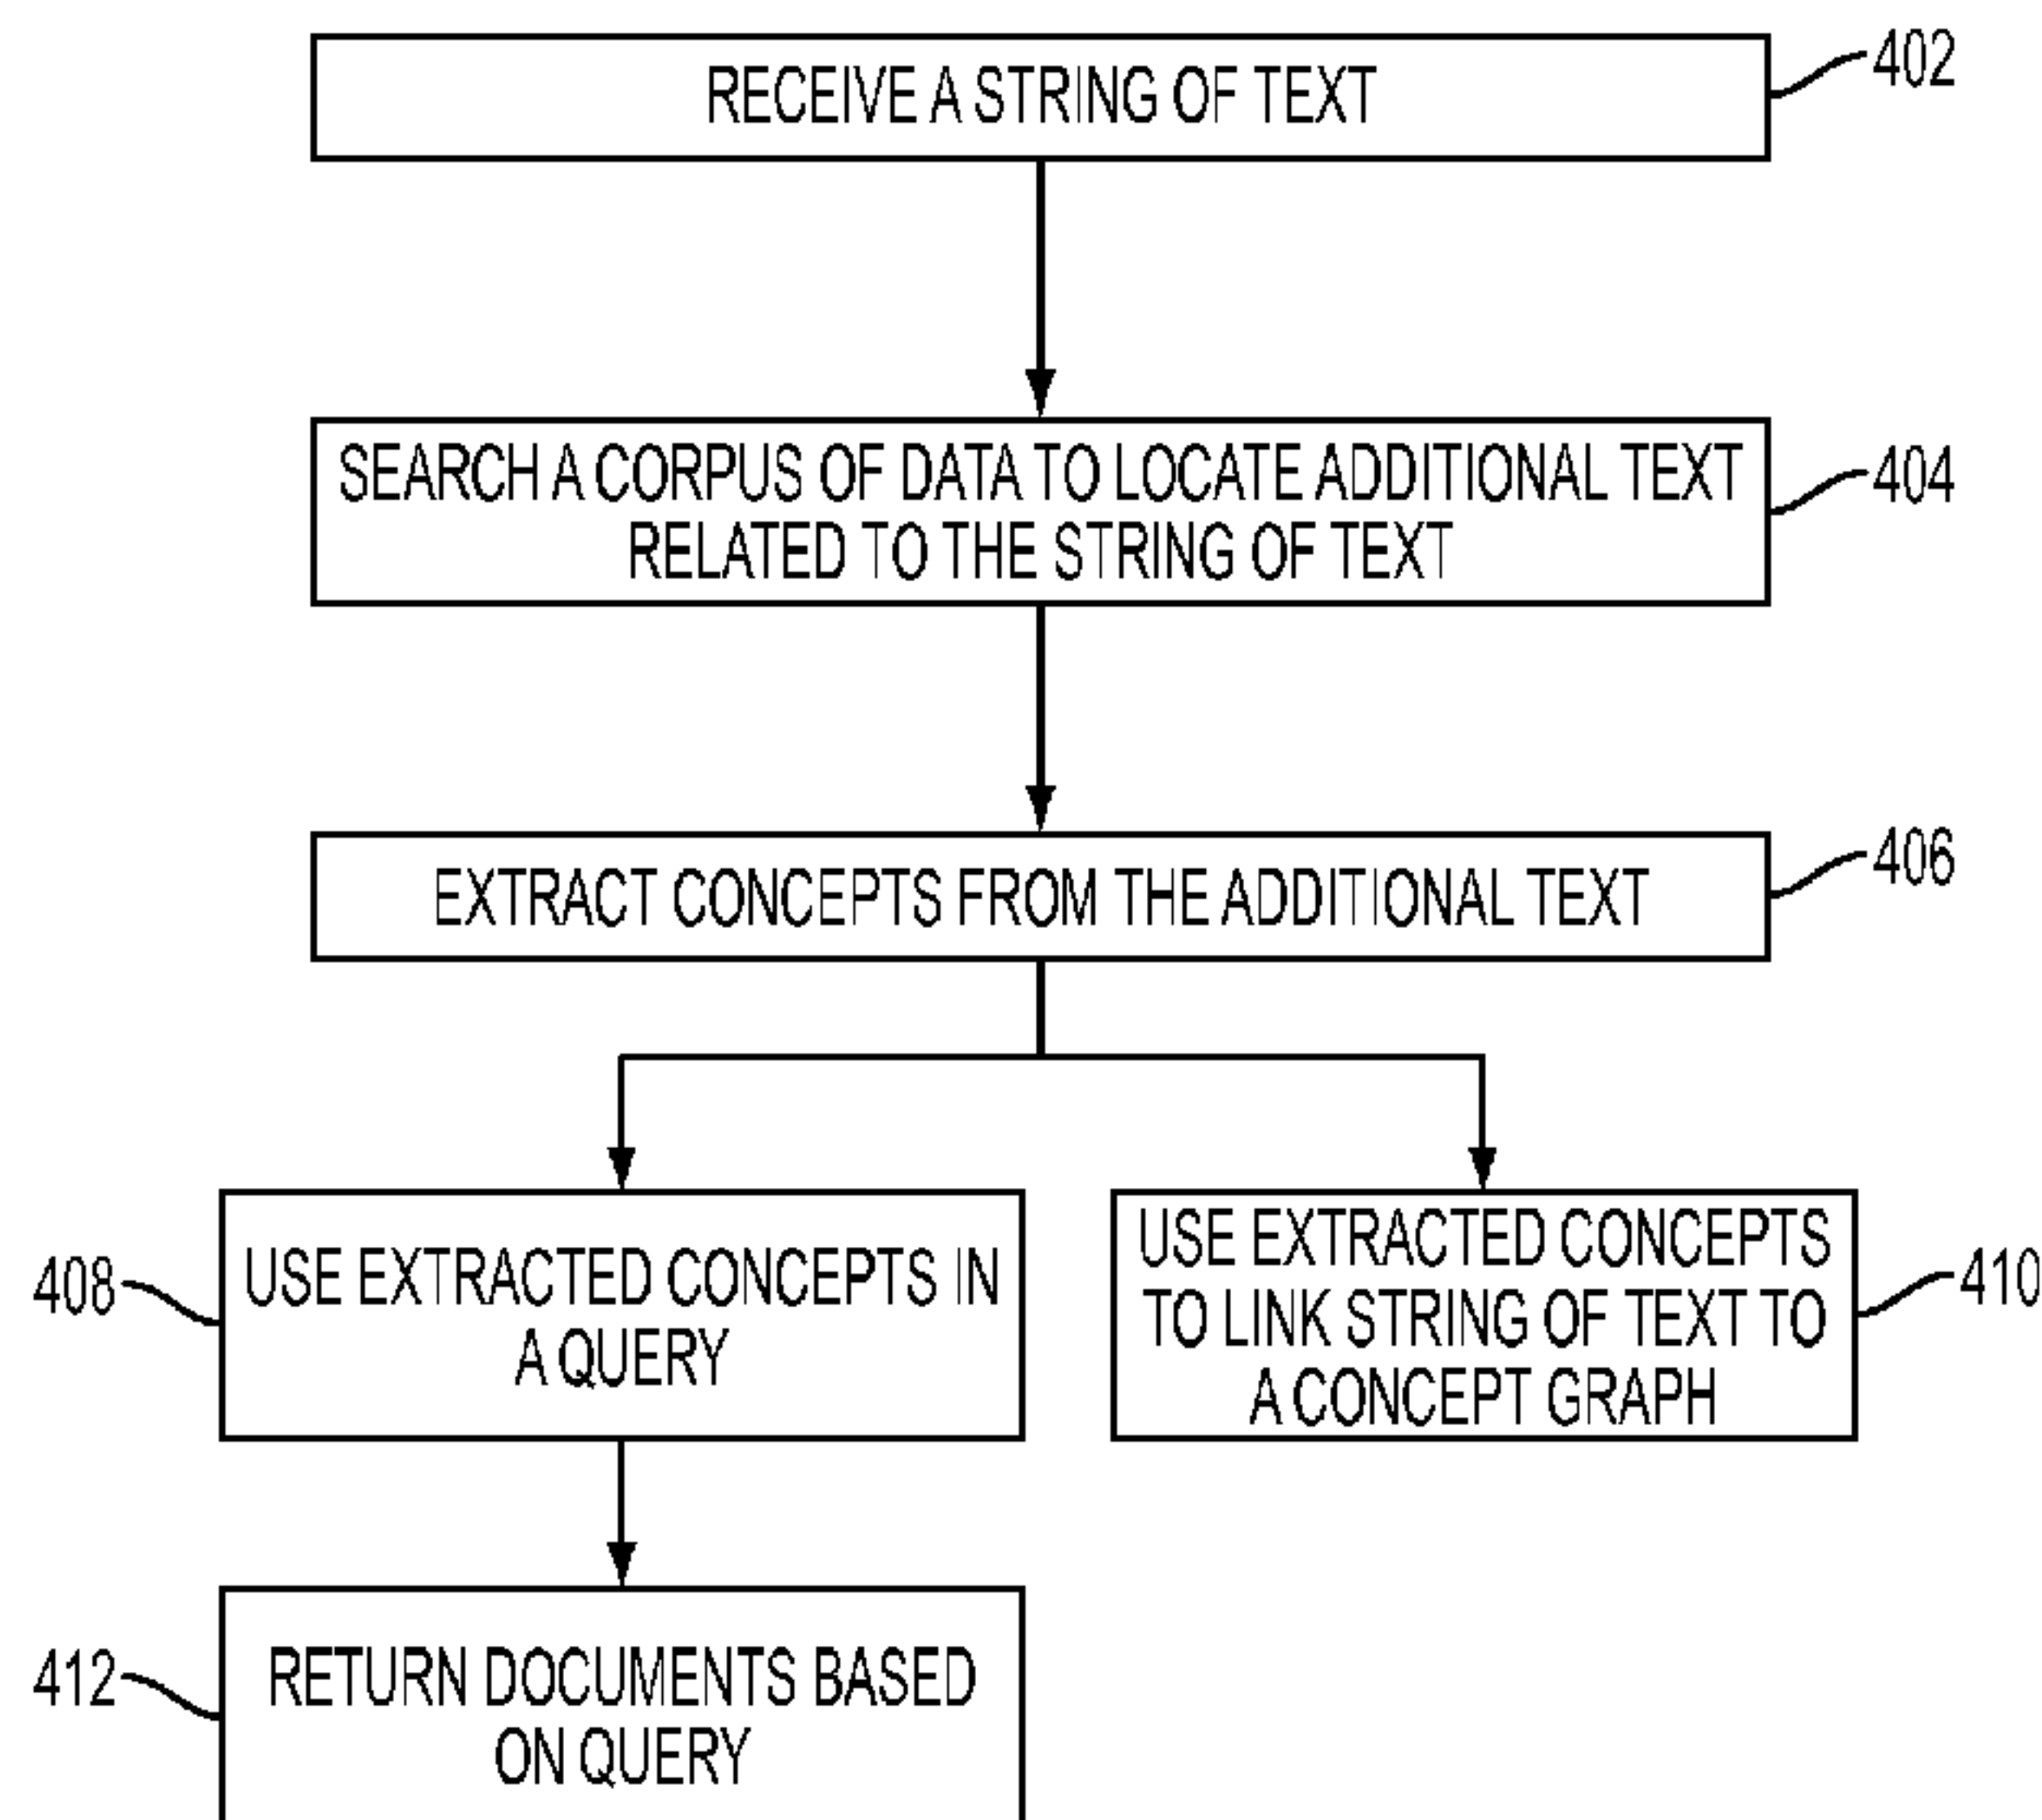 RECEIVE A STRING OF TEXT
402
SEARCH A CORPUS OF DATA TO LOCATE ADDITIONAL TEXT
RELATED TO THE STRING OF TEXT
404
EXTRACT CONCEPTS FROM THE ADDITIONAL TEXT
406
408
USE EXTRACTED CONCEPTS IN
A QUERY
USE EXTRACTED CONCEPTS
TO LINK STRING OF TEXT TO
A CONCEPT GRAPH
410
412
RETURN DOCUMENTS BASED
ON QUERY